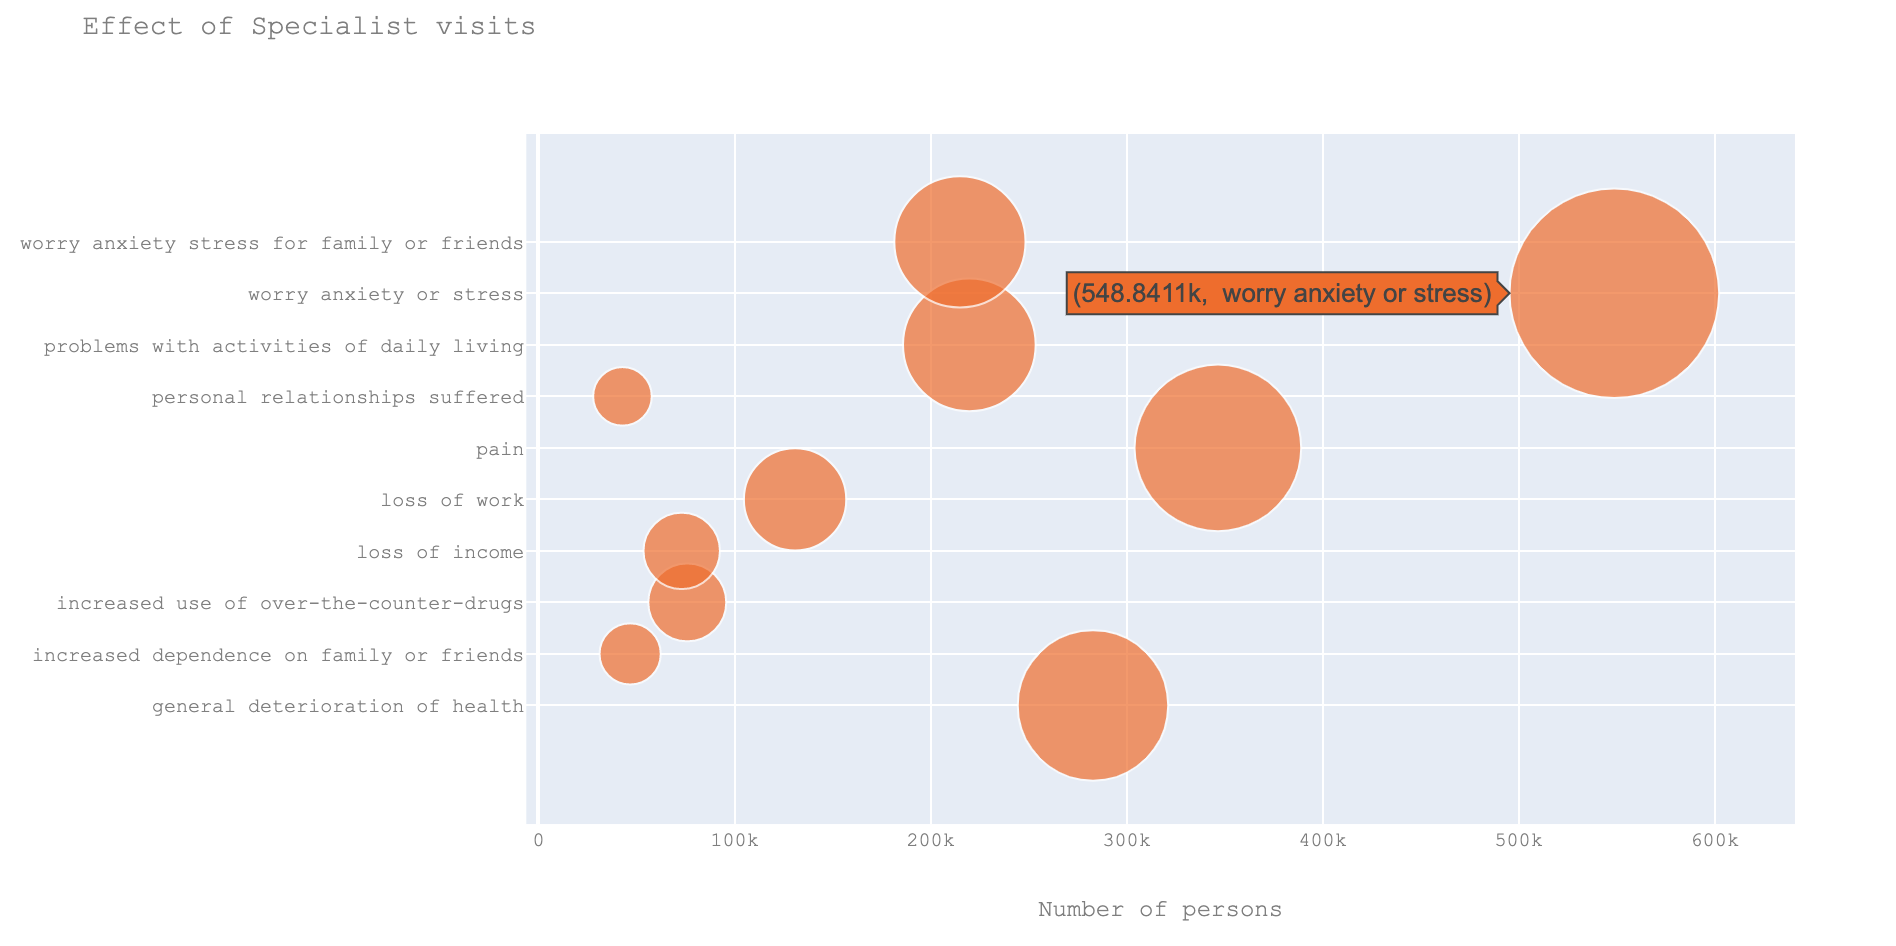 Effect of Specialist visits
worry anxiety stress for family or friends
worry anxiety or stress
(548.8411k,  worry anxiety or stress)
problems with activities of daily living
personal relationships suffered
pain
loss of work
loss of income
increased use of over-the-counter-drugs
increased dependence on family or friends
general deterioration of health
0 100k 200k 300k 400k 500k 600k
Number of persons